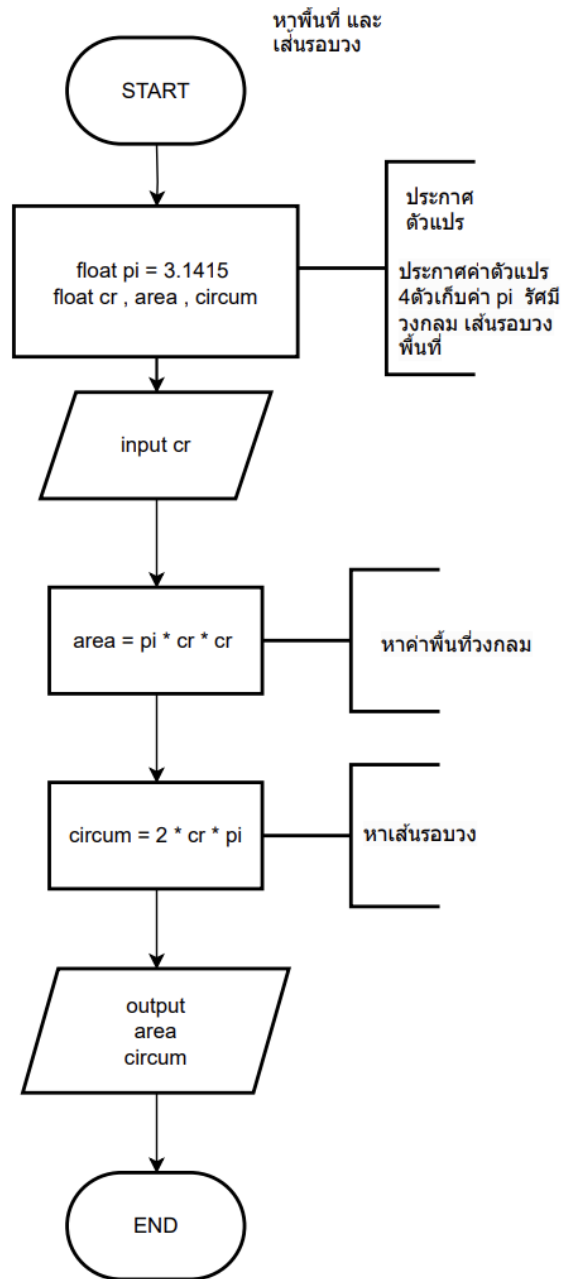 หาพื้นที่ และ
เส้นรอบวง
START
float pi = 3.1415
float cr , area , circum
ประกาศ
ตัวแปร
ประกาศค่าตัวแปร
4ตัวเก็บค่า pi รัศมี
วงกลม เส้นรอบวง
พื้นที่
input cr
area = pi * cr * cr
หาค่าพื้นที่วงกลม
circum = 2 * cr * pi
หาเส้นรอบวง
output
area
circum
END